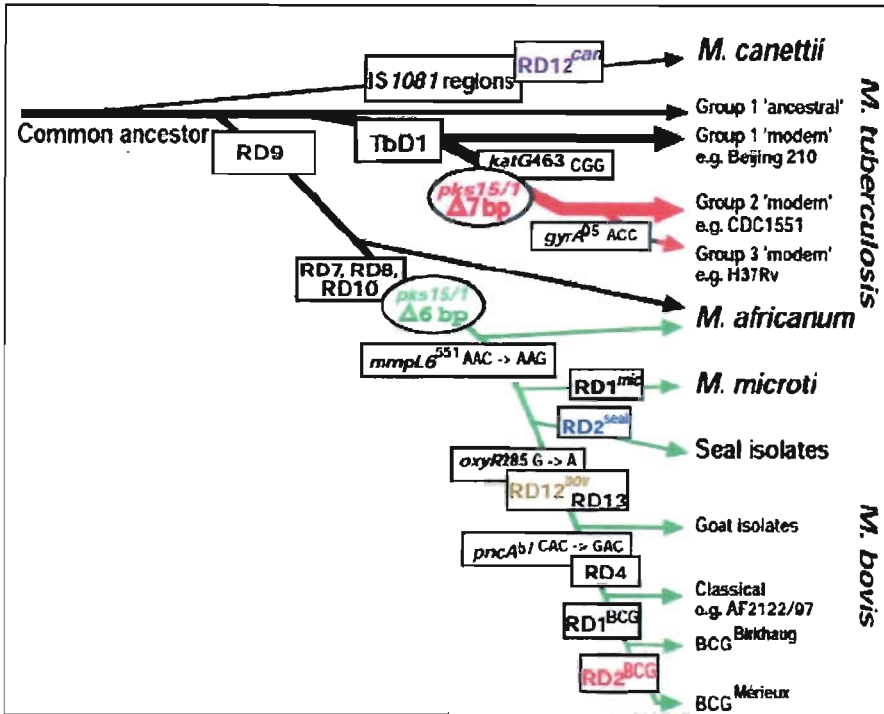 M. canettii
RD12can
IS1081 regions
Group 1 'ancestral'
Common ancestor
Group 1 'modern'
e.g. Beijing 210
TbD1
RD9
katG463 CGG
pks15/1
Δ7bp
Group 2 'modern'
e.g. CDC1551
gyrA95 ACC
Group 3 'modern'
e.g. H37Rv
M. tuberculosis
RD7, RD8,
RD10
pks15/1
Δ6 bp
M. africanum
mmpL6551 AAC -> AAG
RD1mic
M. microti
RD2seal
Seal isolates
oxyR285 G -> A
RD12bov
RD13
Goat isolates
pncA57 CAC -> GAC
RD4
Classical
e.g. AF2122/97
RD1BCG
BCG Birkhaug
RD2BCG
BCG Mérieux
M. bovis